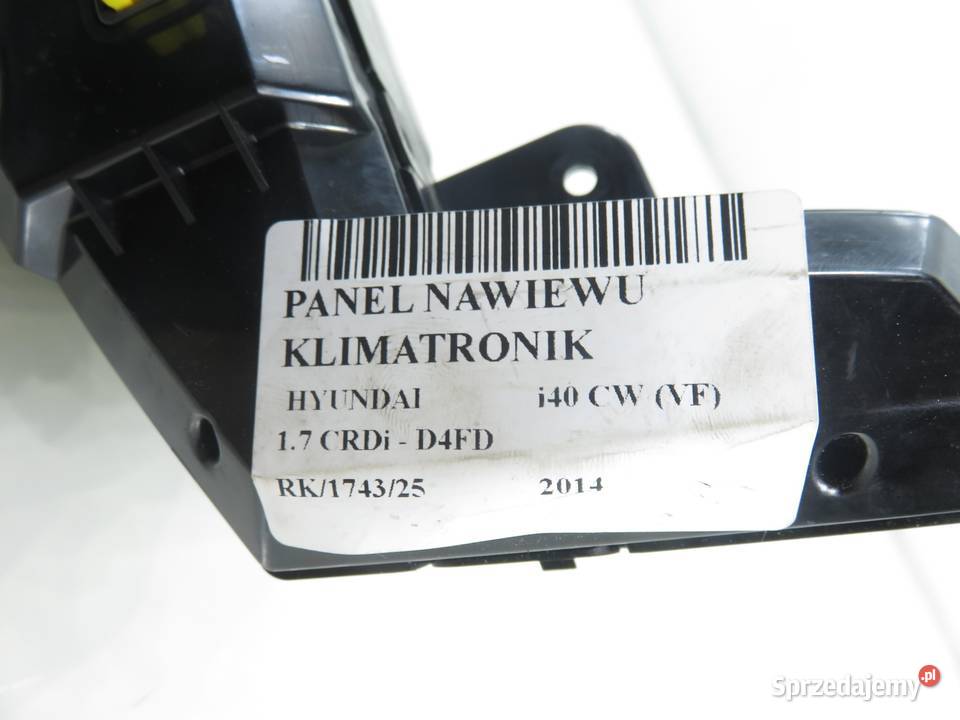 PANEL NAWIEWU
KLIMATRONIK
HYUNDAI i40 CW (VF)
1.7 CRDi - D4FD
RK/1743/25 2014
Sprzedajemy.pl